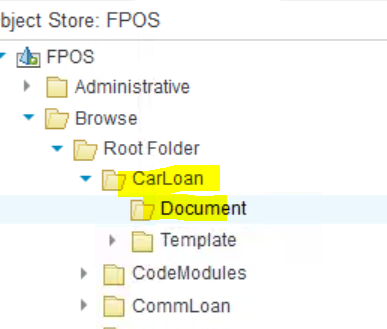 bject Store: FPOS
FPOS
Administrative
Browse
Root Folder
CarLoan
Document
Template
CodeModules
CommLoan